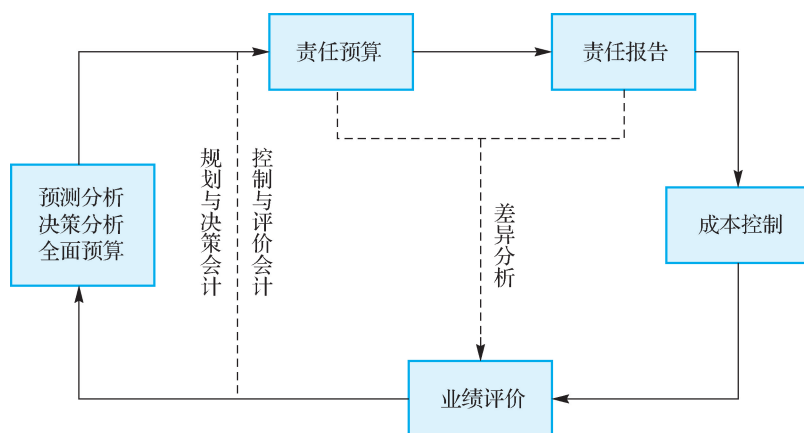 责任预算
责任报告
规划与决策会计
控制与评价会计
预测分析
决策分析
全面预算
差异分析
成本控制
业绩评价